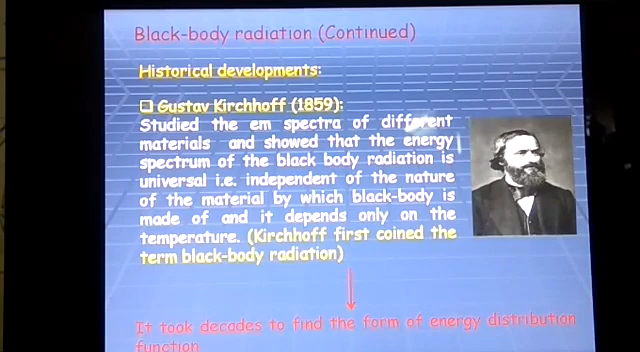 Black-body radiation (Continued)
Historical developments:
❑ Gustav Kirchhoff (1859):
Studied the em spectra of different
materials and showed that the energy
spectrum of the black body radiation is
universal i.e. independent of the nature
of the material by which black-body is
made of and it depends only on the
temperature. (Kirchhoff first coined the
term black-body radiation)
It took decades to find the form of energy distribution
function